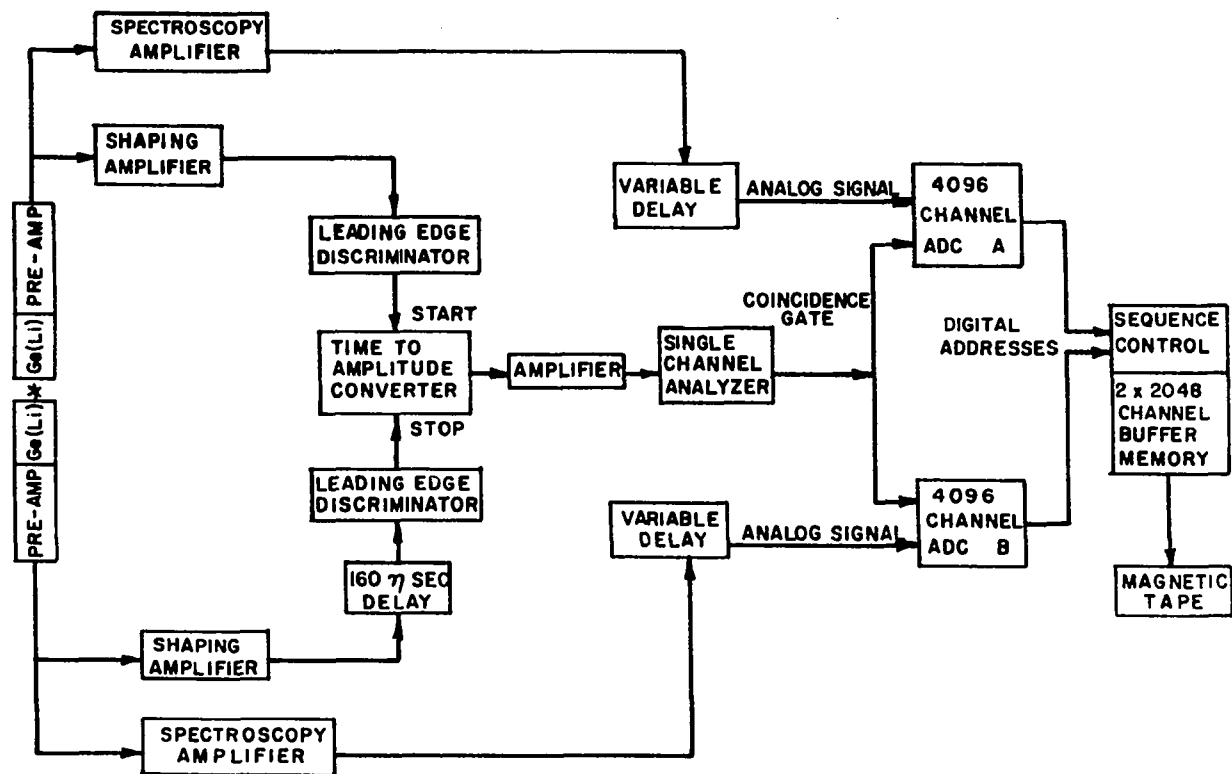 SPECTROSCOPY
AMPLIFIER
SHAPING
AMPLIFIER
PRE-AMP
Ge(Li)
*
Ge(Li)
PRE-AMP
LEADING EDGE
DISCRIMINATOR
START
TIME TO
AMPLITUDE
CONVERTER
STOP
LEADING EDGE
DISCRIMINATOR
160 η SEC
DELAY
SHAPING
AMPLIFIER
SPECTROSCOPY
AMPLIFIER
AMPLIFIER
SINGLE
CHANNEL
ANALYZER
VARIABLE
DELAY
ANALOG SIGNAL
4096
CHANNEL
ADC A
COINCIDENCE
GATE
DIGITAL
ADDRESSES
VARIABLE
DELAY
ANALOG SIGNAL
4096
CHANNEL
ADC B
SEQUENCE
CONTROL
2 x 2048
CHANNEL
BUFFER
MEMORY
MAGNETIC
TAPE